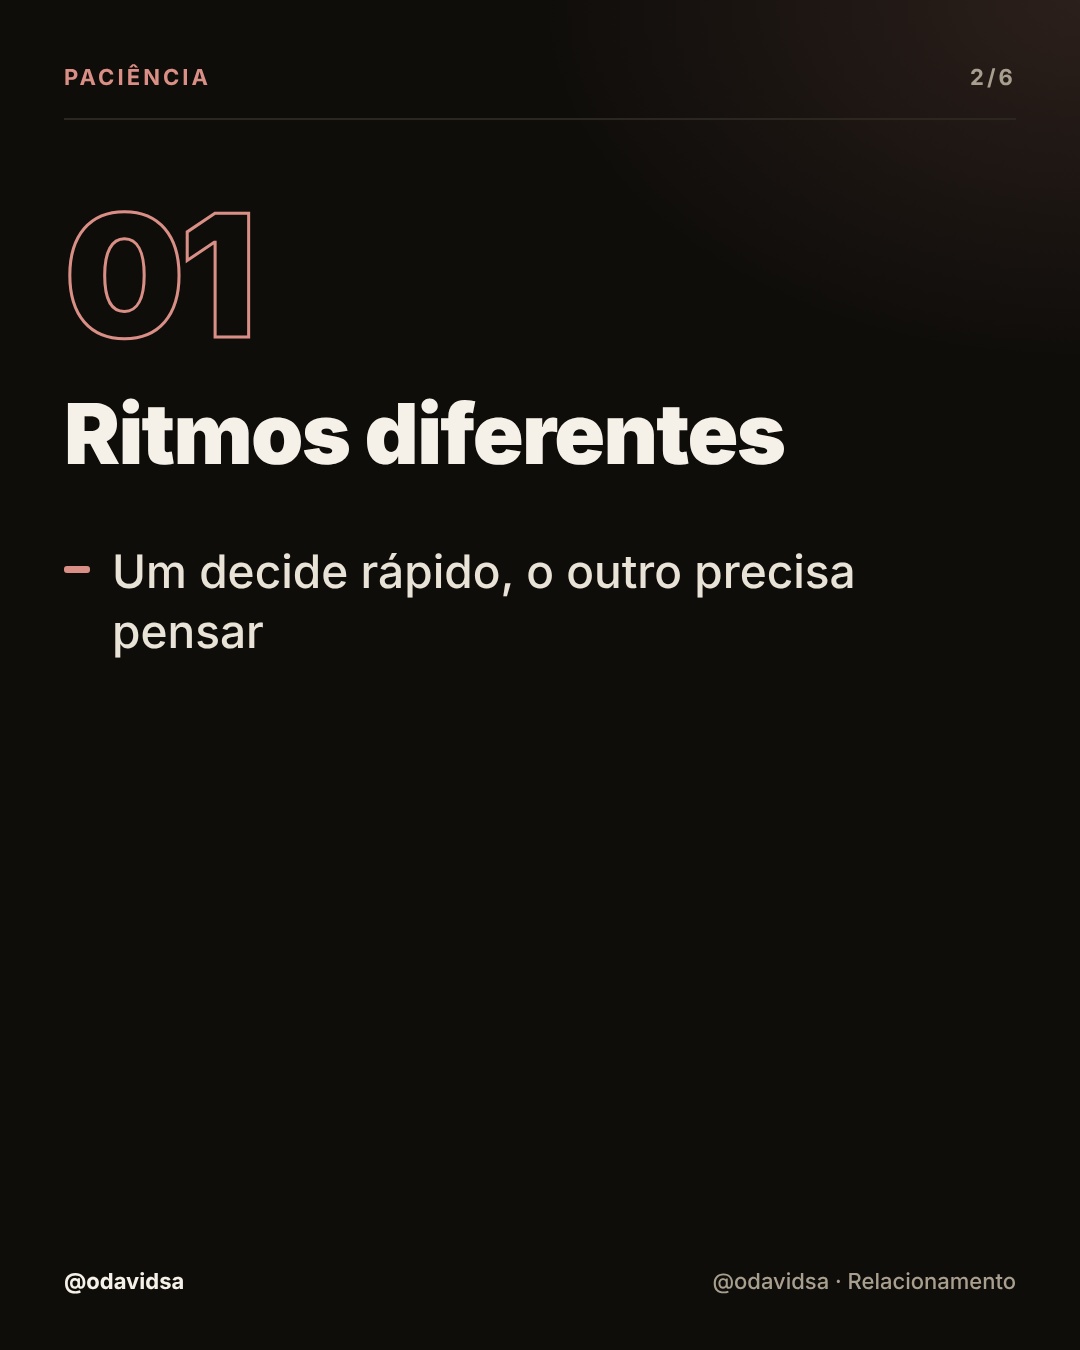 PACIÊNCIA
2/6
01
Ritmos diferentes
Um decide rápido, o outro precisa
pensar
@odavidsa
@odavidsa · Relacionamento